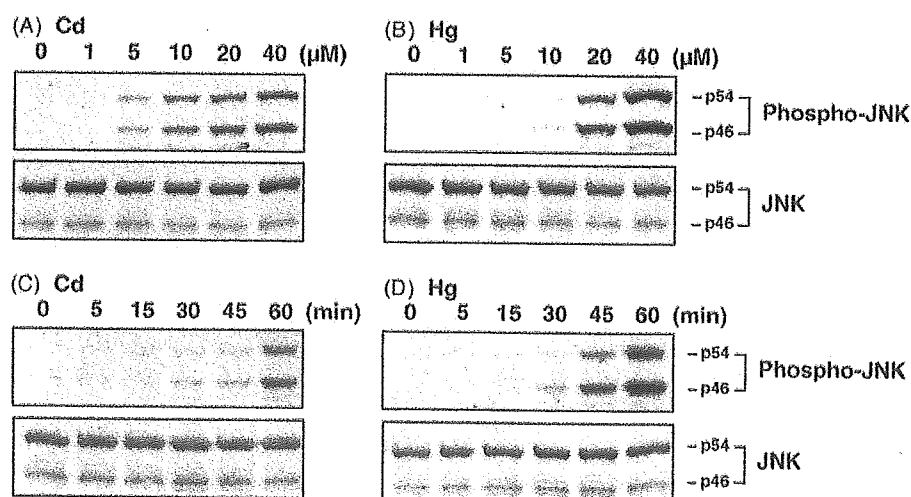 (A) Cd
0 1 5 10 20 40 (μM)
(B) Hg
0 1 5 10 20 40 (μM)
-p54
-p46
Phospho-JNK
-p54
-p46
JNK
(C) Cd
0 5 15 30 45 60 (min)
(D) Hg
0 5 15 30 45 60 (min)
-p54
-p46
Phospho-JNK
-p54
-p46
JNK